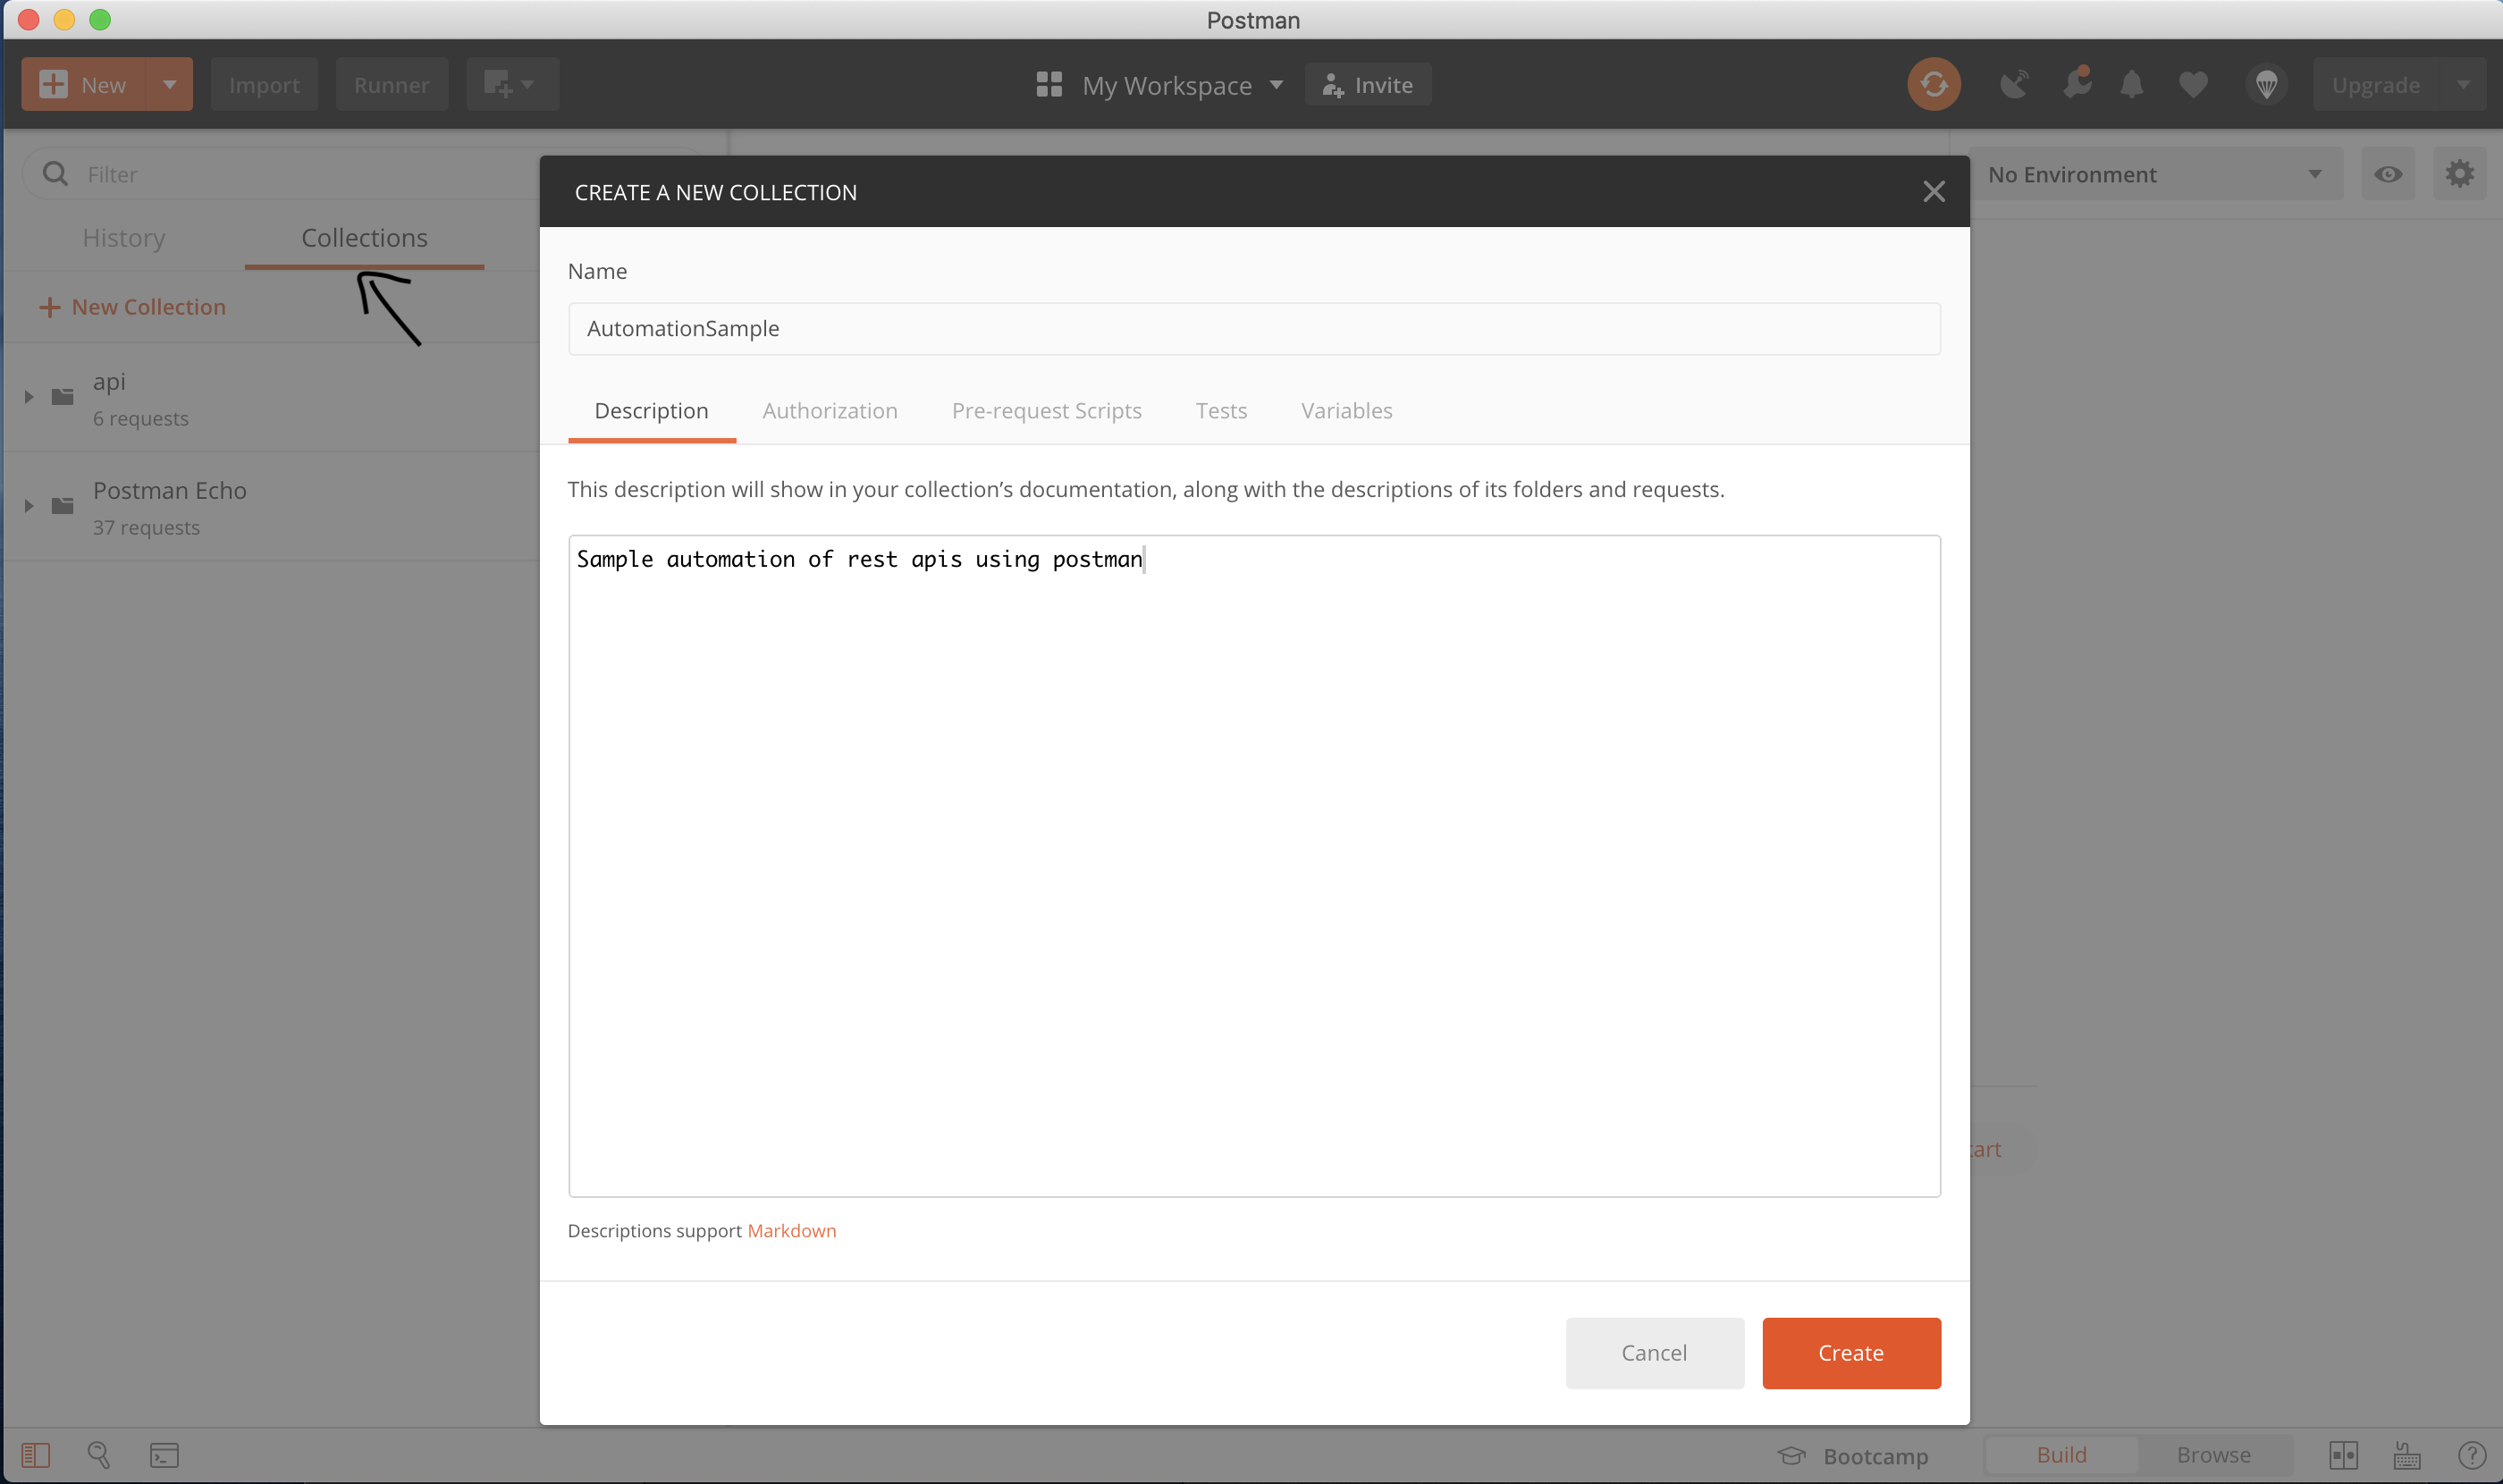 Postman
New
Import
Runner
My Workspace
Invite
Upgrade
Filter
No Environment
History
Collections
New Collection
api
6 requests
Postman Echo
37 requests
CREATE A NEW COLLECTION
Name
AutomationSample
Description
Authorization
Pre-request Scripts
Tests
Variables
This description will show in your collection’s documentation, along with the descriptions of its folders and requests.
Sample automation of rest apis using postman
Descriptions support Markdown
Cancel
Create
Bootcamp
Build
Browse